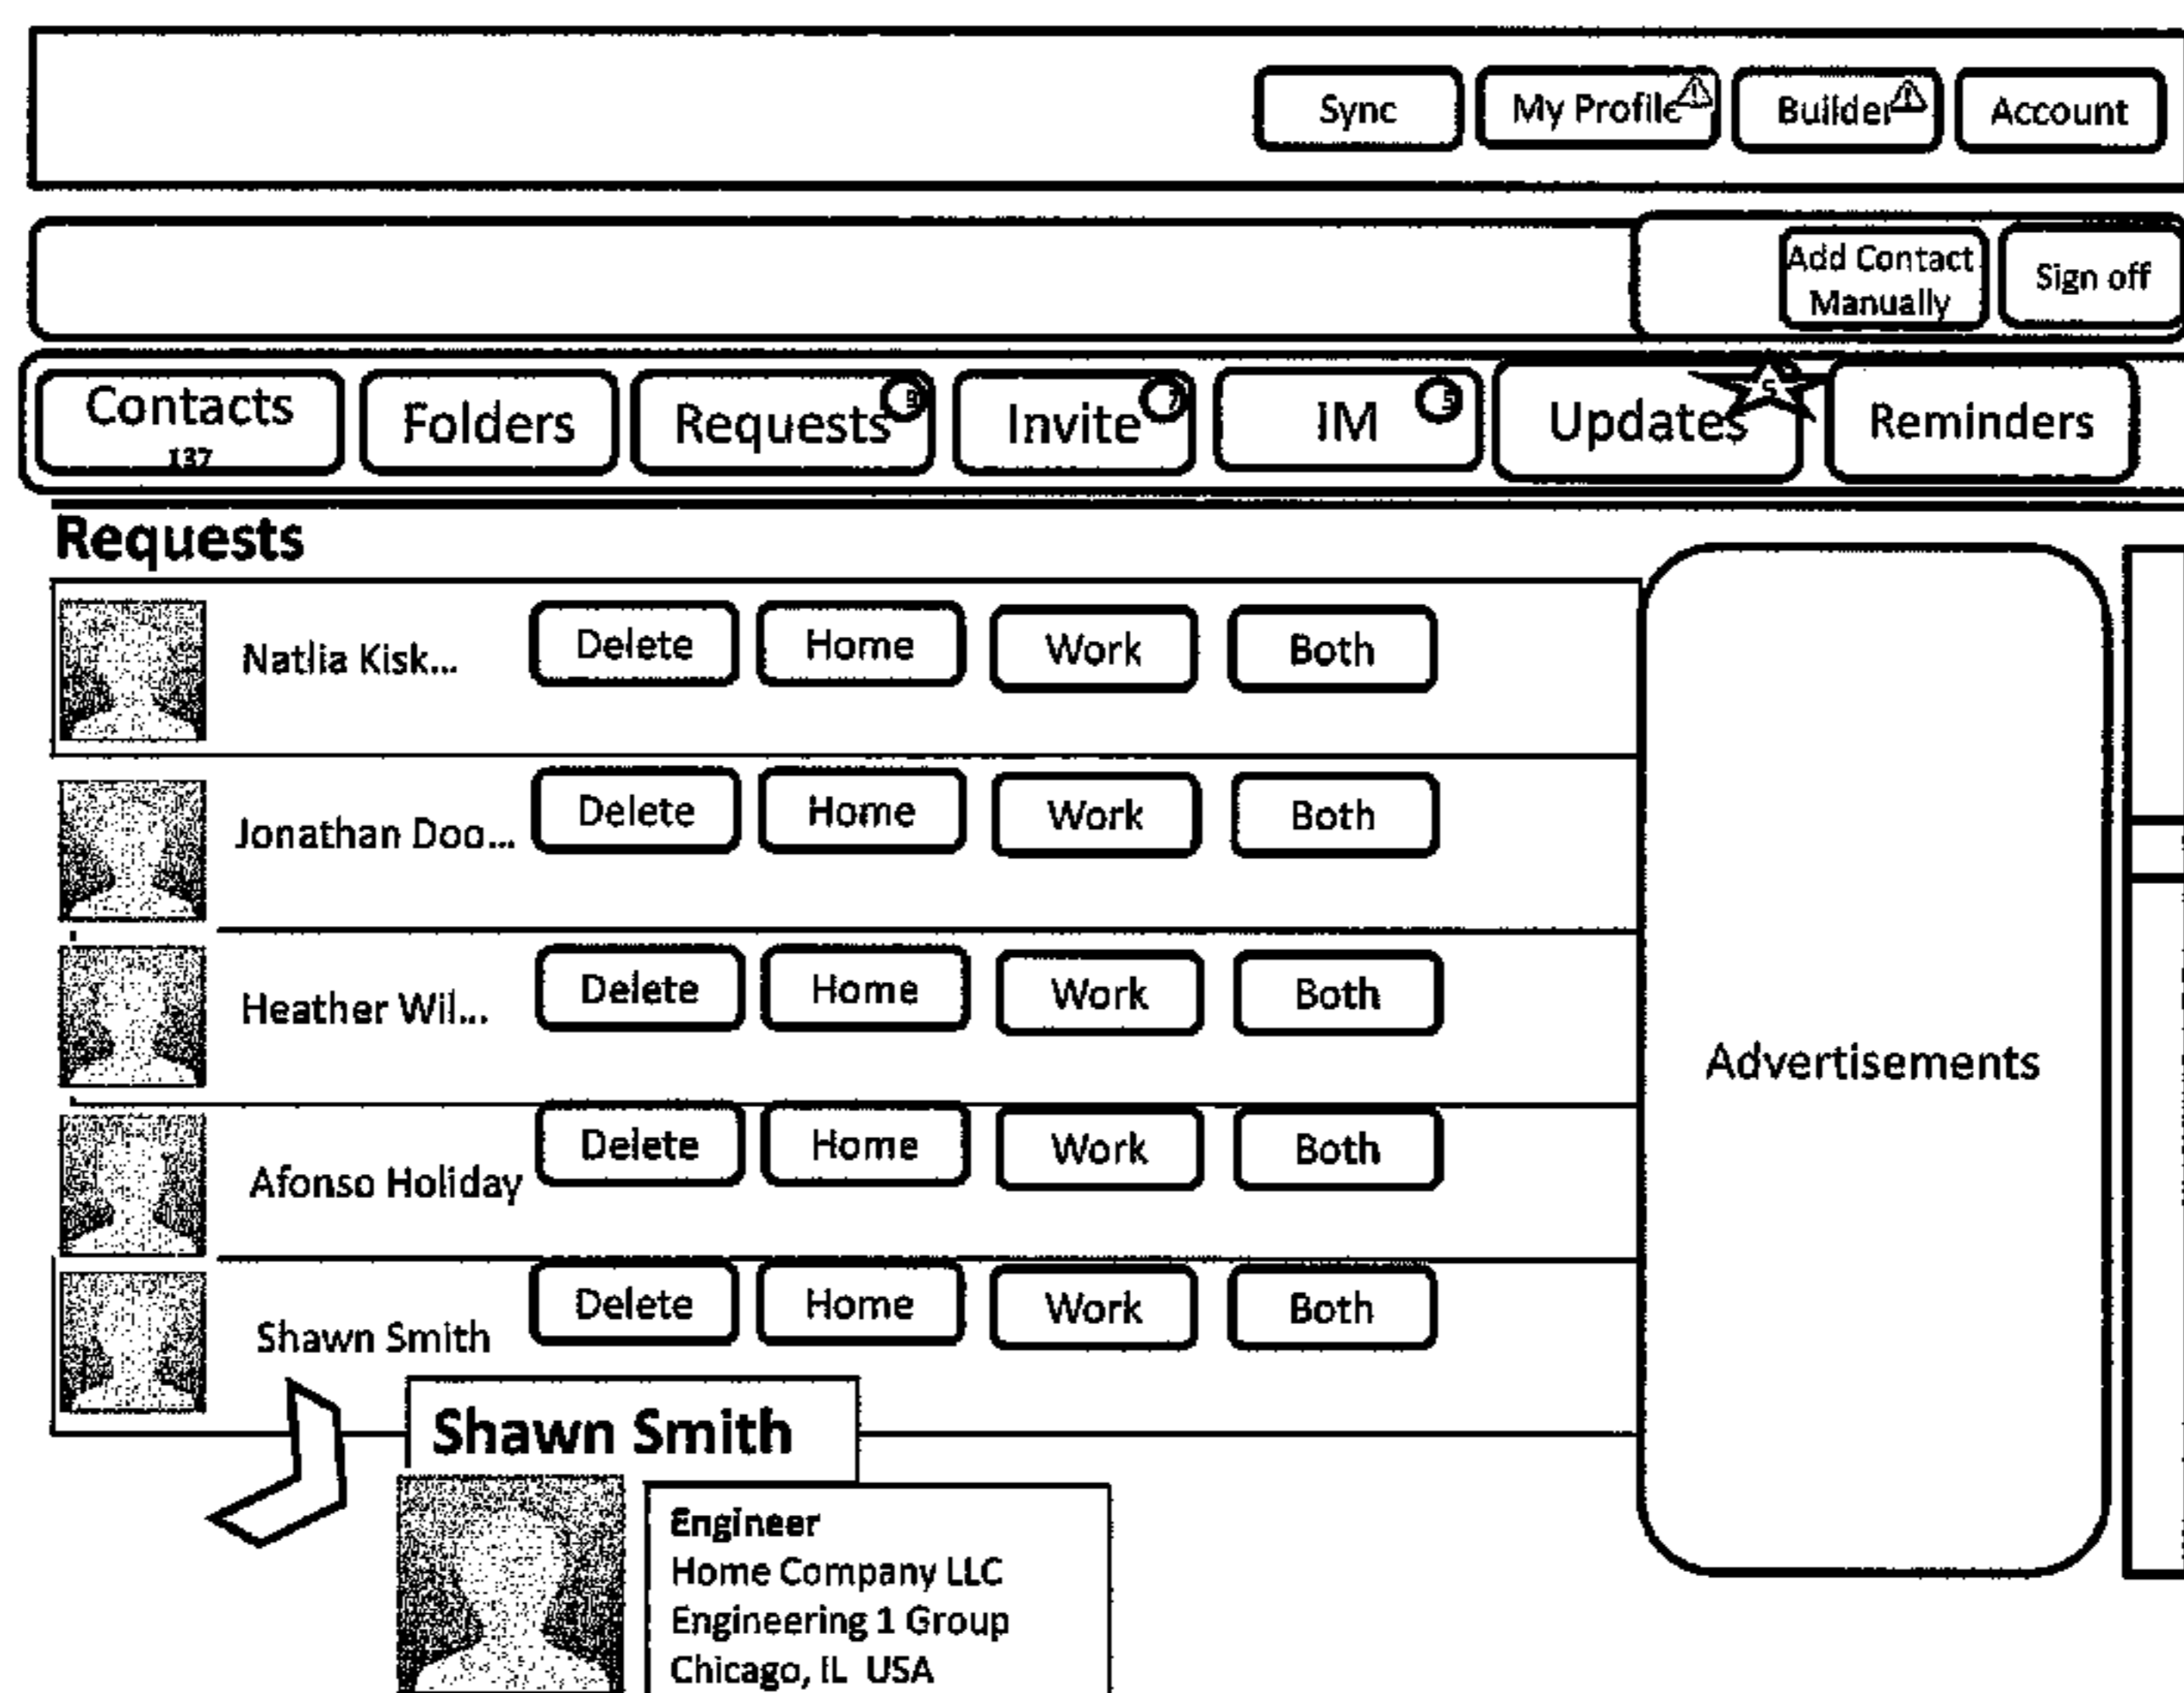 Sync My Profile Builder Account
Add Contact
Manually
Sign off
Contacts
137
Folders Requests Invite IM 5 Updates 5 Reminders
Requests
Natlia Kisk... Delete Home Work Both
Jonathan Doo... Delete Home Work Both
Heather Wil... Delete Home Work Both
Advertisements
Afonso Holiday Delete Home Work Both
Shawn Smith Delete Home Work Both
Shawn Smith
Engineer
Home Company LLC
Engineering 1 Group
Chicago, IL USA